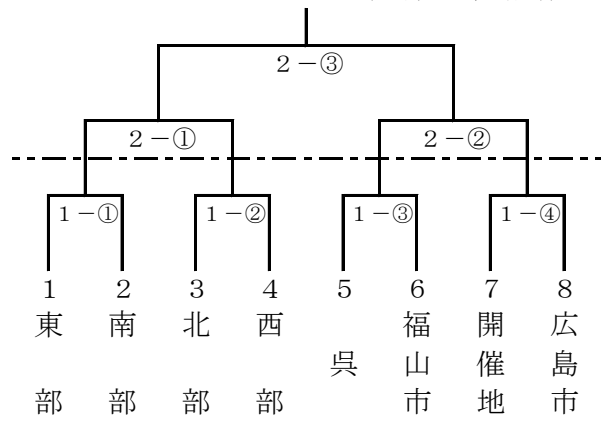 2－③
2－① 2－②
1－① 1－② 1－③ 1－④
1 2 3 4 5 6 7 8
東部 南部 北部 西部 呉 福山市 開催地 広島市